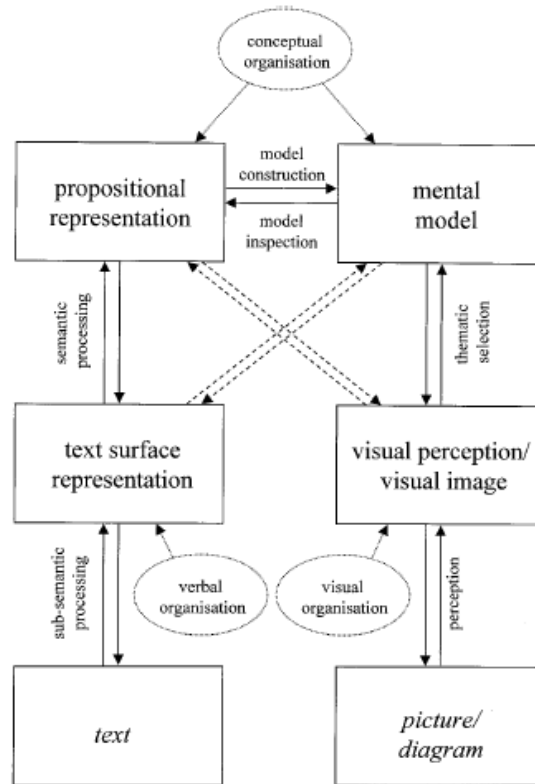 conceptual
organisation
propositional
representation
model
construction
model
inspection
mental
model
semantic
processing
thematic
selection
text surface
representation
visual perception/
visual image
sub-semantic
processing
verbal
organisation
visual
organisation
perception
text
picture/
diagram